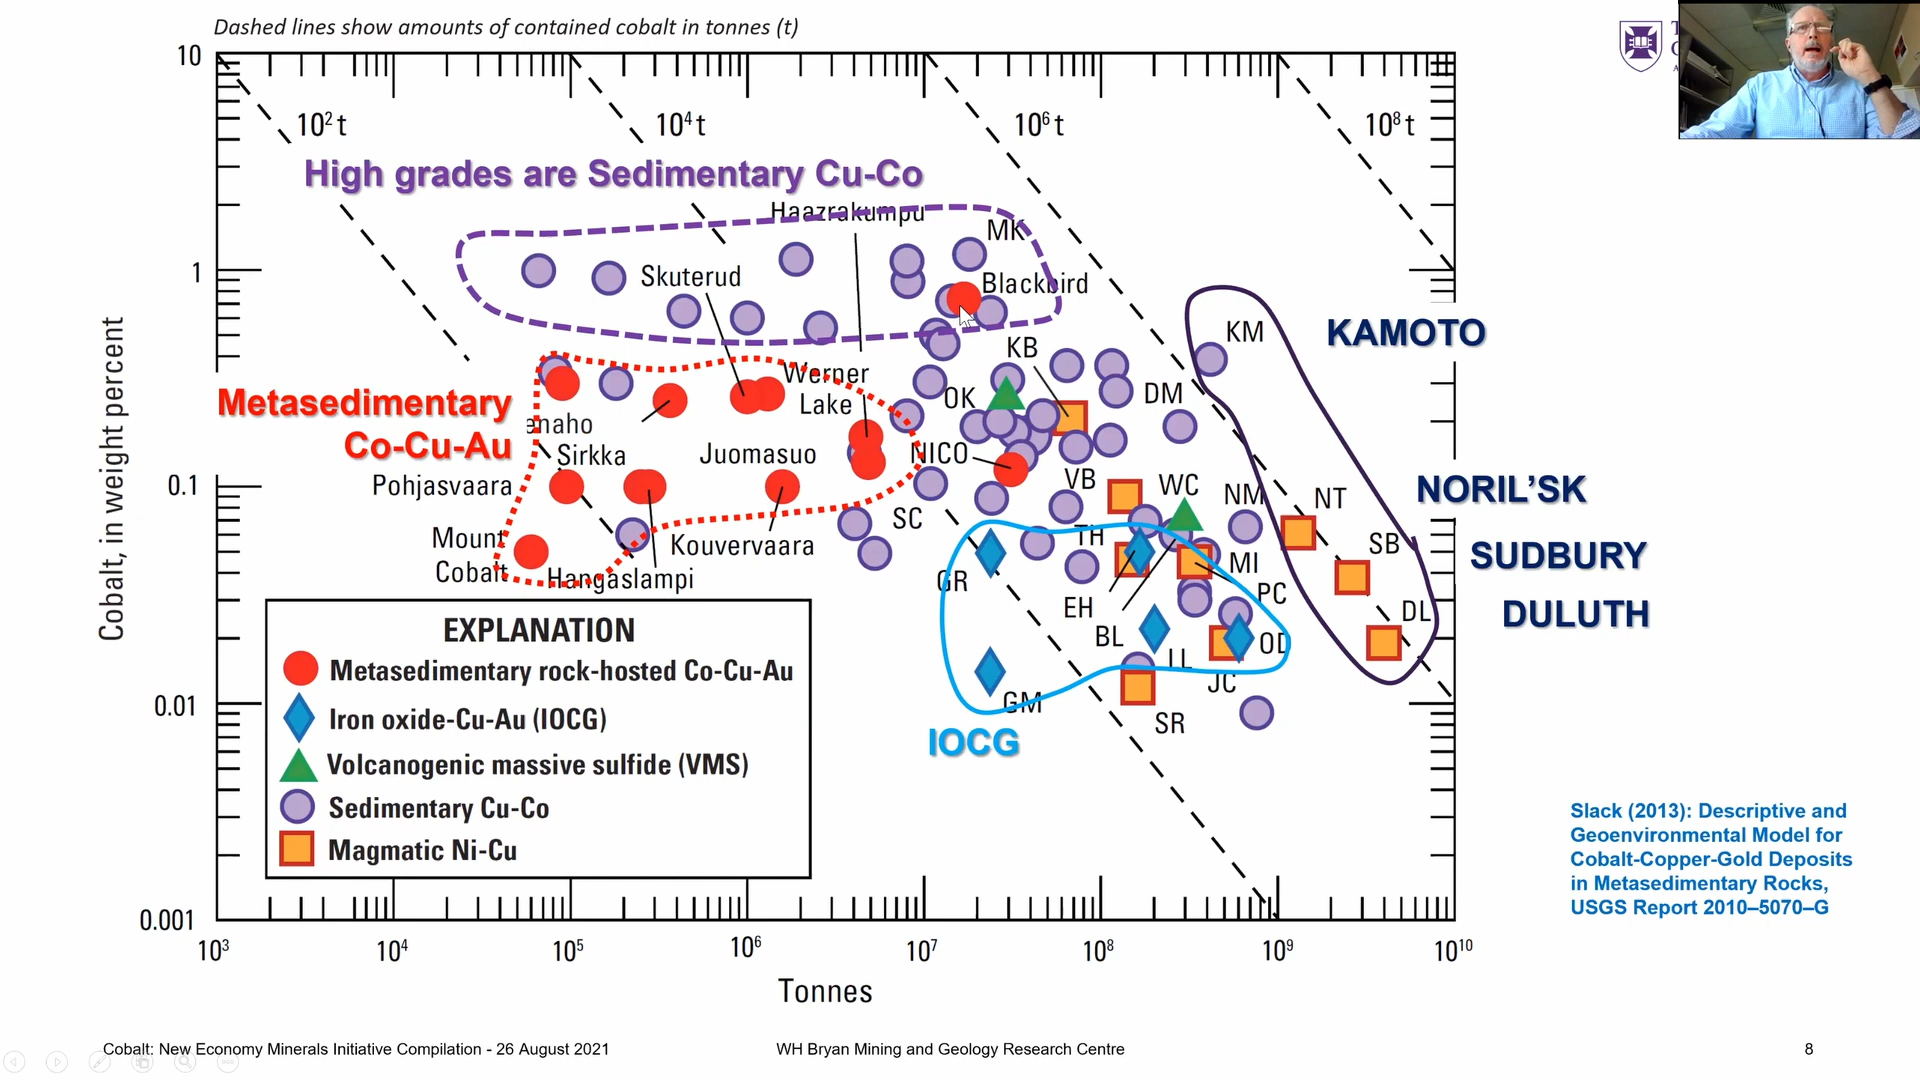 Dashed lines show amounts of contained cobalt in tonnes (t)
10
1
0.1
0.01
0.001
Cobalt, in weight percent
10² t
10⁴ t
10⁶ t
10⁸ t
High grades are Sedimentary Cu-Co
Haazrakumpu
MK
Skuterud
Blackbird
KM
KAMOTO
KB
Werner
Lake
OK
DM
Metasedimentary
Co-Cu-Au
Sirkka
Juomasuo
NICO
Pohjasvaara
VB
WC
NM
NT
NORIL'SK
SC
TH
SB
SUDBURY
Mount
Cobalt
Kouvervaara
Hangaslampi
GR
MI
EH
PC
DL
DULUTH
BL
LL
OD
JC
GM
SR
IOCG
EXPLANATION
Metasedimentary rock-hosted Co-Cu-Au
Iron oxide-Cu-Au (IOCG)
Volcanogenic massive sulfide (VMS)
Sedimentary Cu-Co
Magmatic Ni-Cu
10³
10⁴
10⁵
10⁶
10⁷
10⁸
10⁹
10¹⁰
Tonnes
Slack (2013): Descriptive and
Geoenvironmental Model for
Cobalt-Copper-Gold Deposits
in Metasedimentary Rocks,
USGS Report 2010–5070–G
Cobalt: New Economy Minerals Initiative Compilation - 26 August 2021
WH Bryan Mining and Geology Research Centre
8